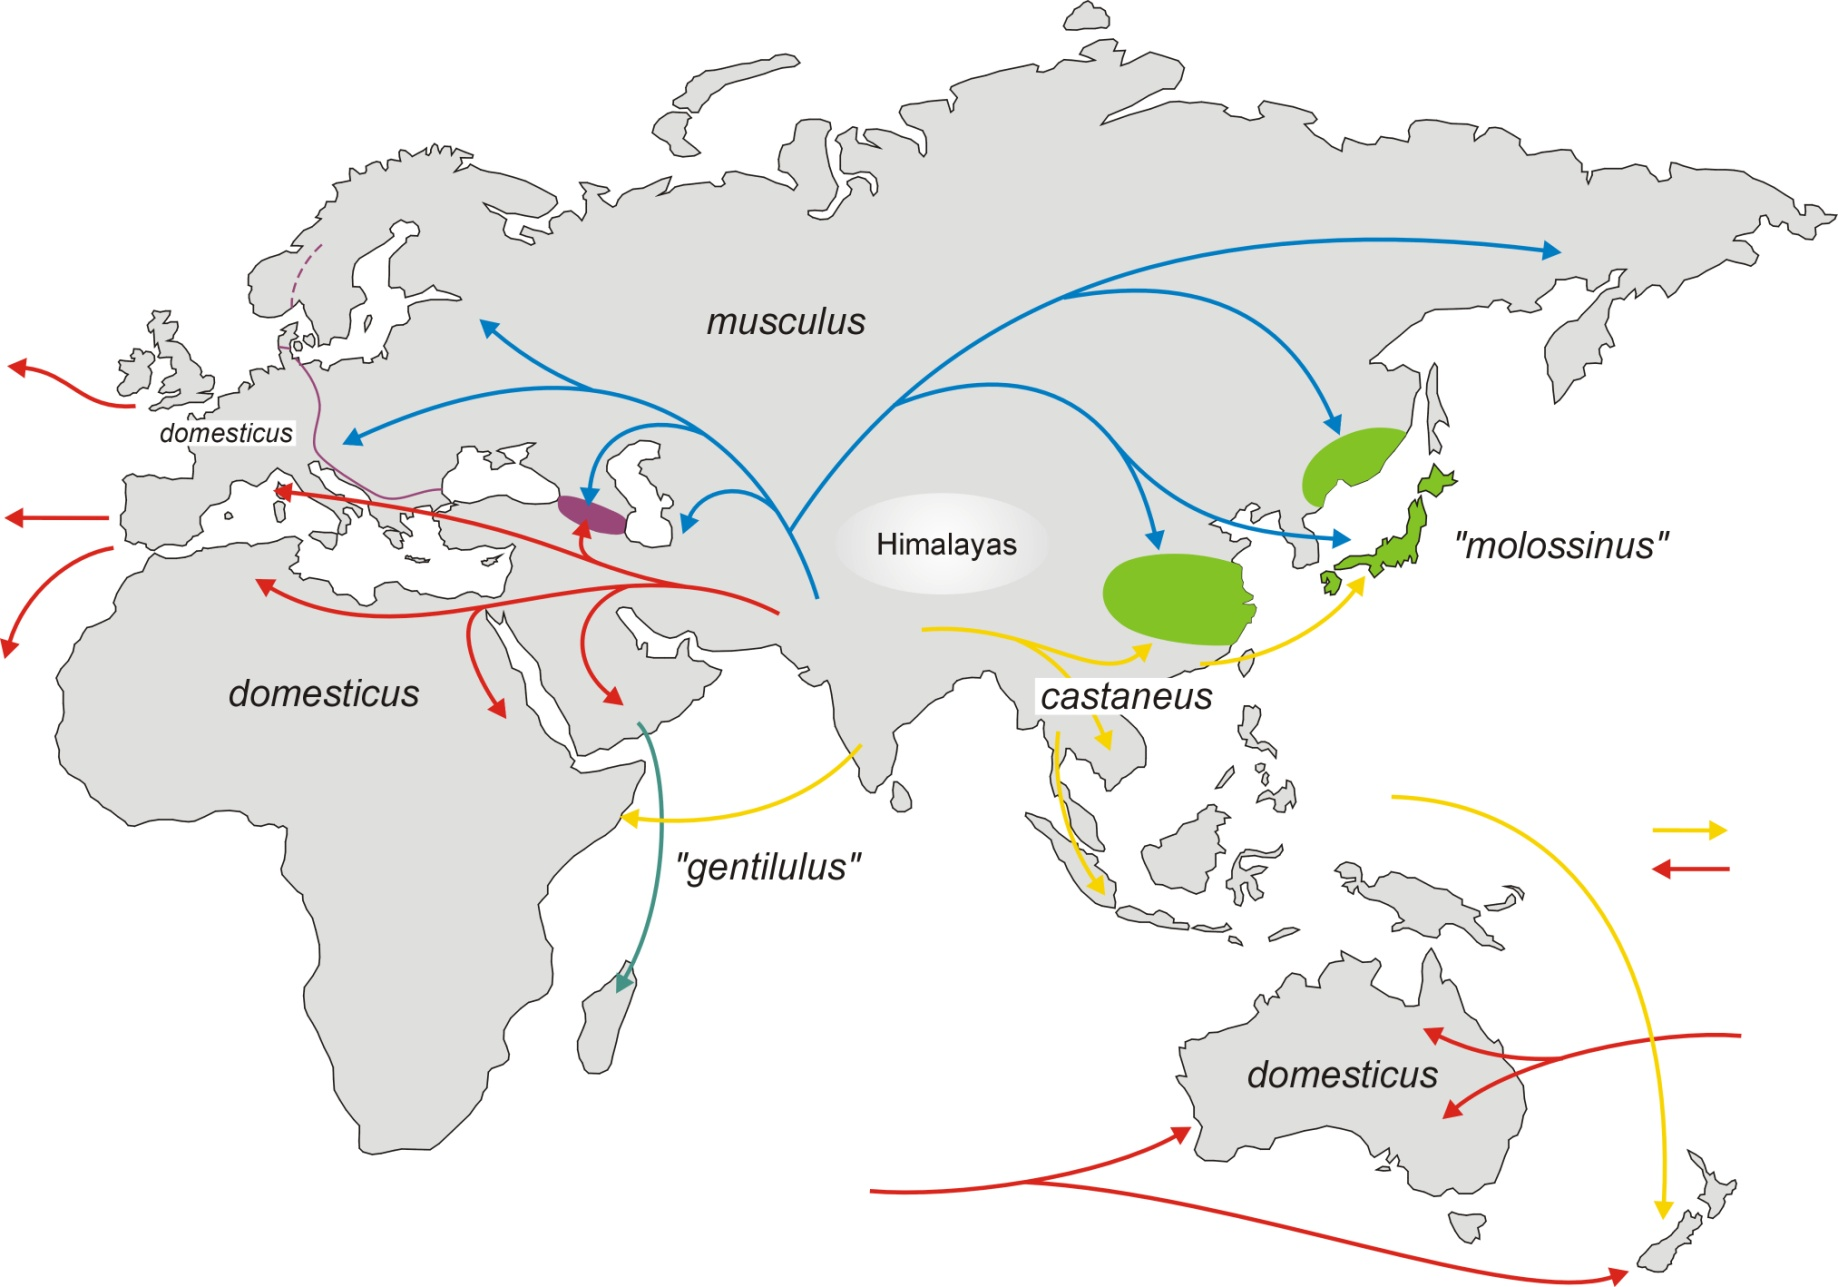 musculus
domesticus
Himalayas
"molossinus"
domesticus
castaneus
"gentilulus"
domesticus